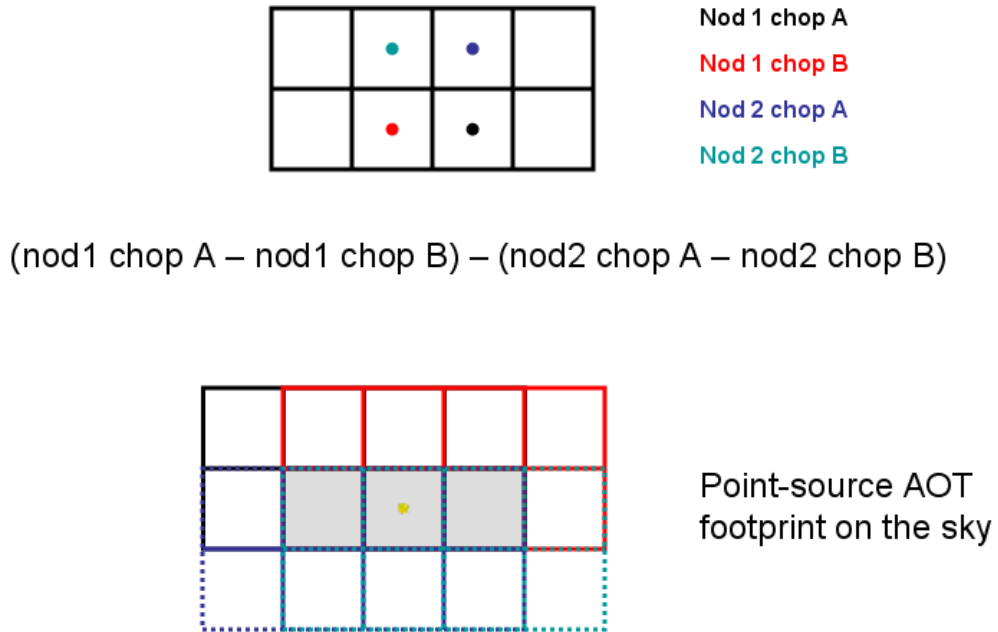 Nod 1 chop A
Nod 1 chop B
Nod 2 chop A
Nod 2 chop B
(nod1 chop A – nod1 chop B) – (nod2 chop A – nod2 chop B)
Point-source AOT
footprint on the sky